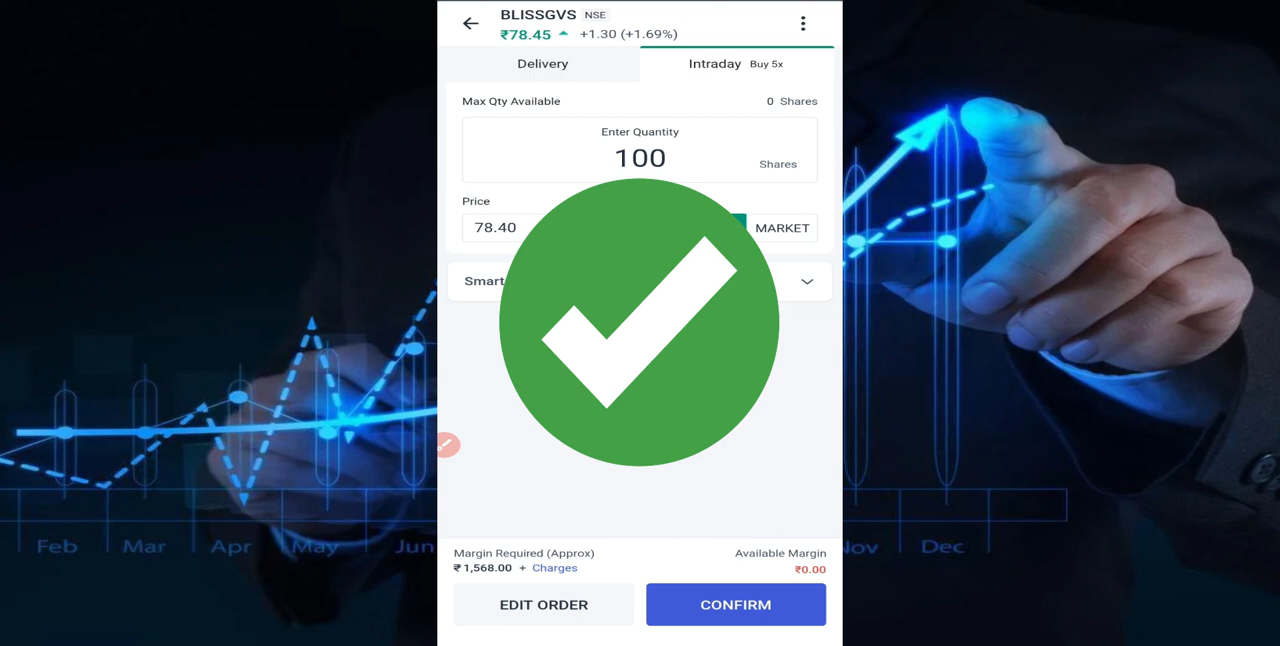 BLISSGVS NSE
₹78.45 +1.30 (+1.69%)
Delivery
Intraday Buy 5x
Max Qty Available
0 Shares
Enter Quantity
100
Shares
Price
78.40
MARKET
Smart
Feb Mar Apr May Jun
Nov Dec
Margin Required (Approx)
Available Margin
₹1,568.00 + Charges
₹0.00
EDIT ORDER
CONFIRM